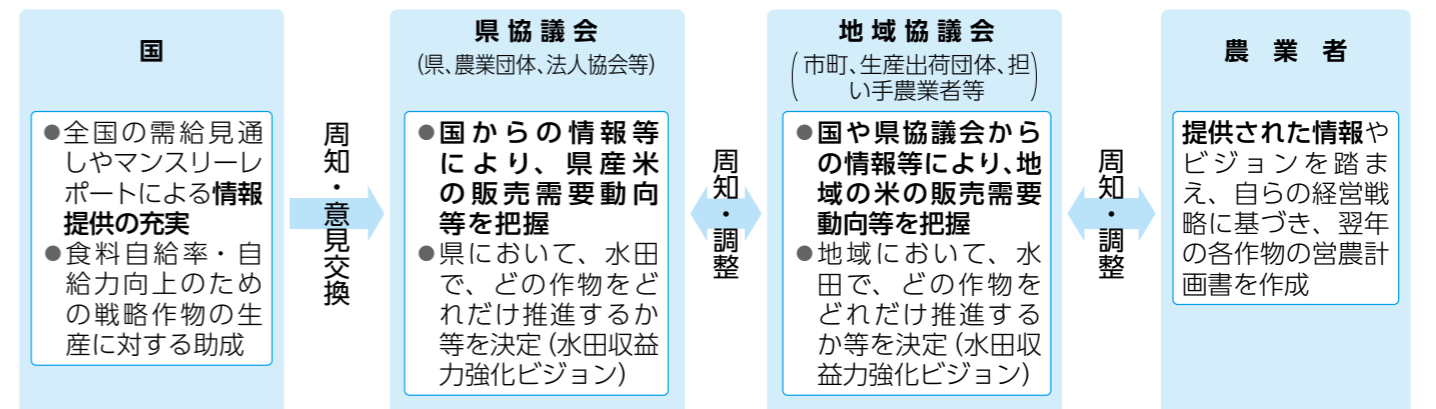 国
●全国の需給見通
しやマンスリーレ
ポートによる情報
提供の充実
●食料自給率・自
給力向上のため
の戦略作物の生
産に対する助成
周知・意見交換
県協議会
(県、農業団体、法人協会等)
●国からの情報等
により、県産米
の販売需要動向
等を把握
●県において、水田
で、どの作物をど
れだけ推進するか
等を決定(水田収益
力強化ビジョン)
周知・調整
地域協議会
(市町、生産出荷団体、担
い手農業者等)
●国や県協議会から
の情報等により、地
域の米の販売需要
動向等を把握
●地域において、水
田で、どの作物を
どれだけ推進する
か等を決定(水田収
益力強化ビジョン)
周知・調整
農業者
提供された情報や
ビジョンを踏ま
え、自らの経営戦
略に基づき、翌年
の各作物の営農計
画書を作成